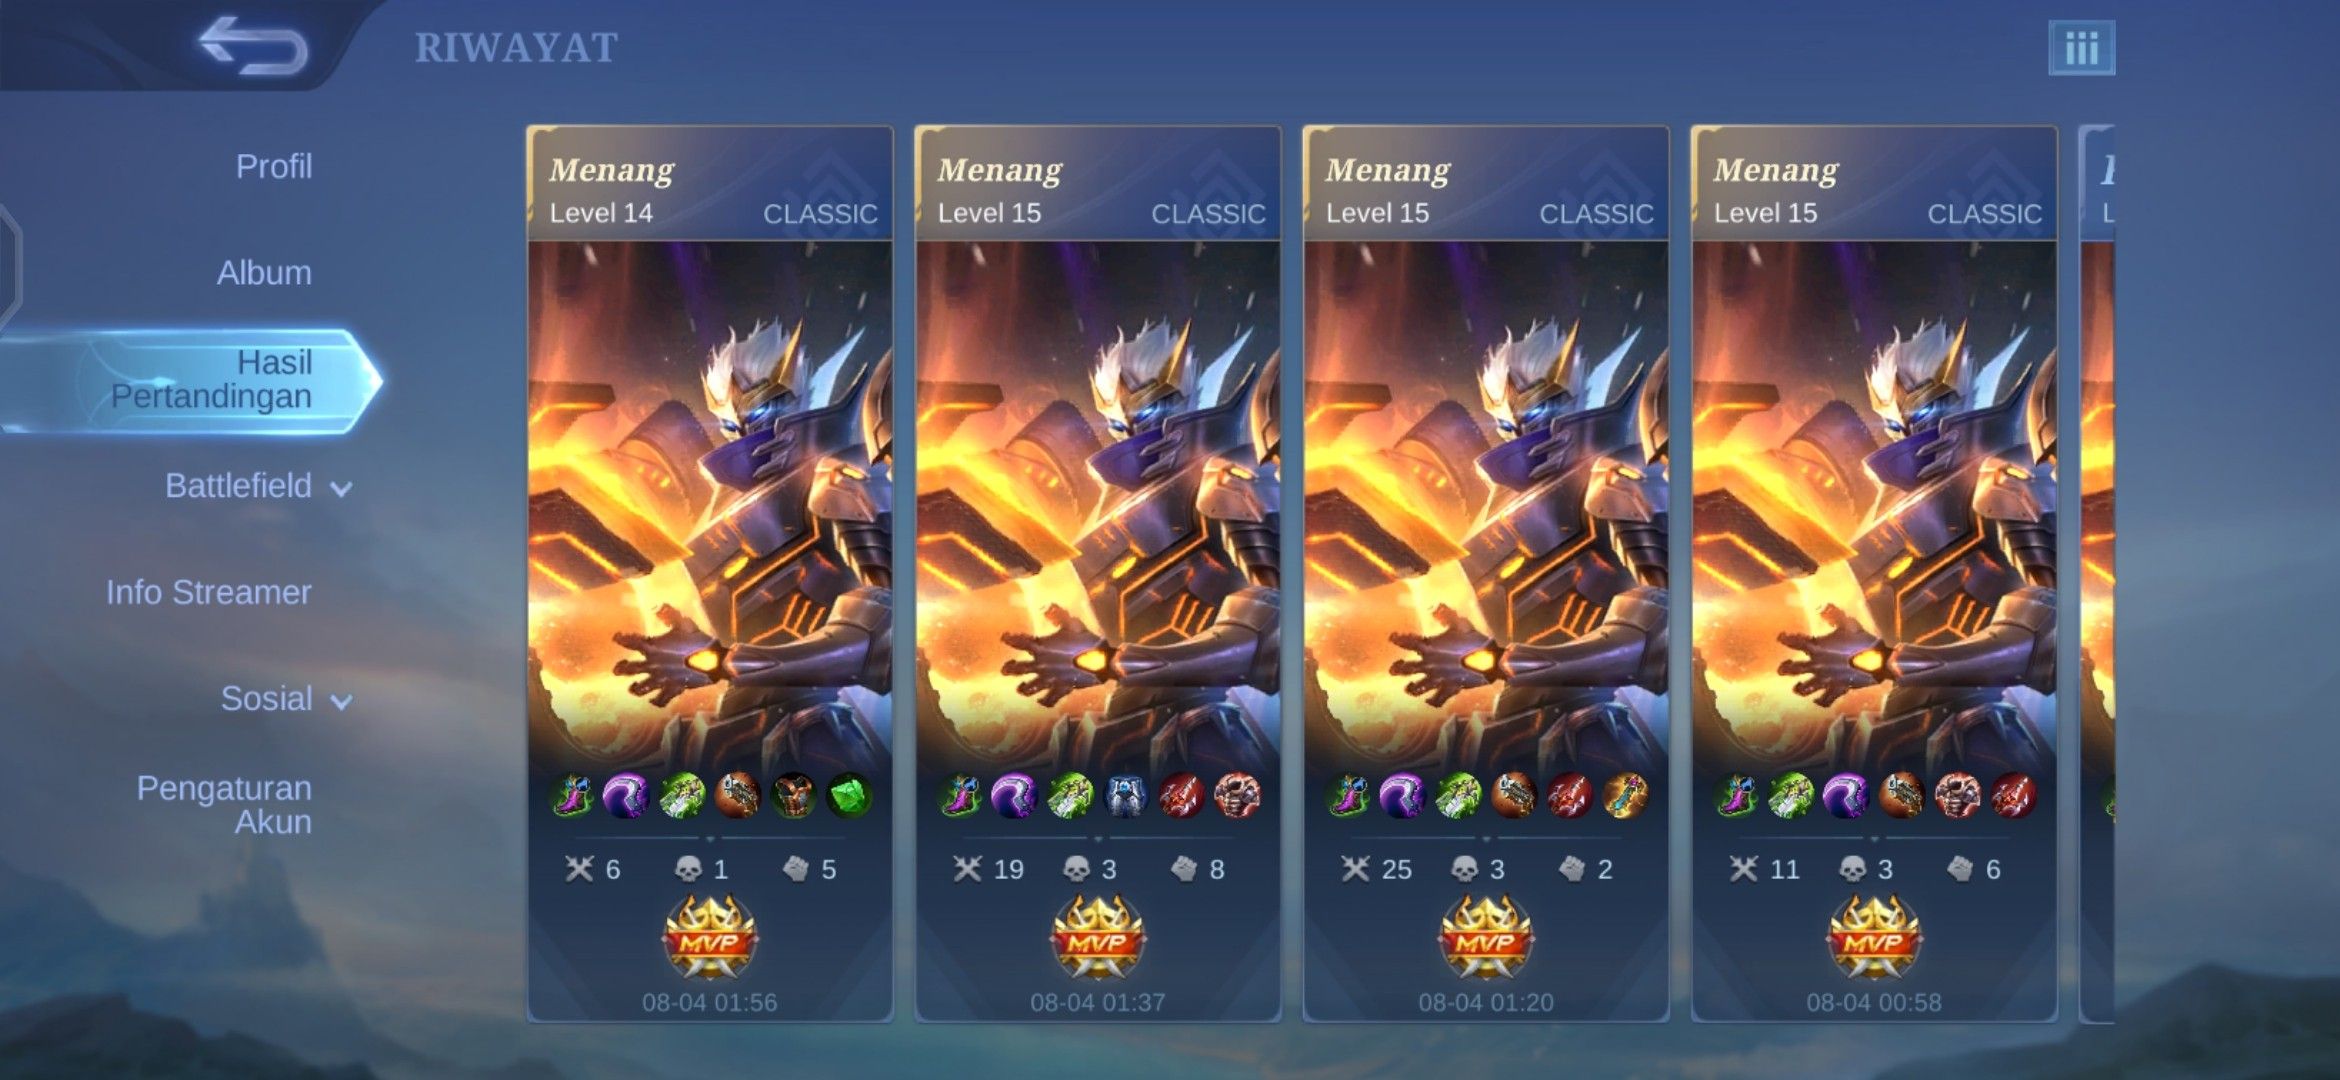 RIWAYAT
Profil
Album
Hasil
Pertandingan
Battlefield
Info Streamer
Sosial
Pengaturan
Akun
Menang
Level 14 CLASSIC
6 1 5
MVP
08-04 01:56
Menang
Level 15 CLASSIC
19 3 8
MVP
08-04 01:37
Menang
Level 15 CLASSIC
25 3 2
MVP
08-04 01:20
Menang
Level 15 CLASSIC
11 3 6
MVP
08-04 00:58
L